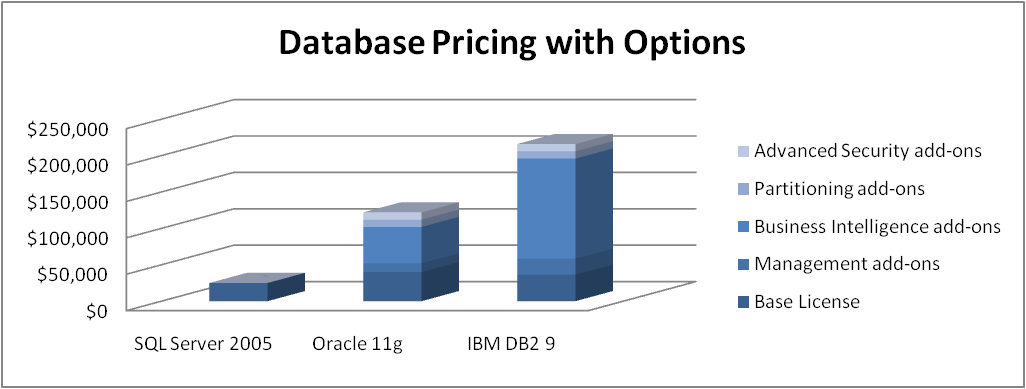 Database Pricing with Options
$250,000
$200,000
$150,000
$100,000
$50,000
$0
SQL Server 2005
Oracle 11g
IBM DB2 9
Advanced Security add-ons
Partitioning add-ons
Business Intelligence add-ons
Management add-ons
Base License